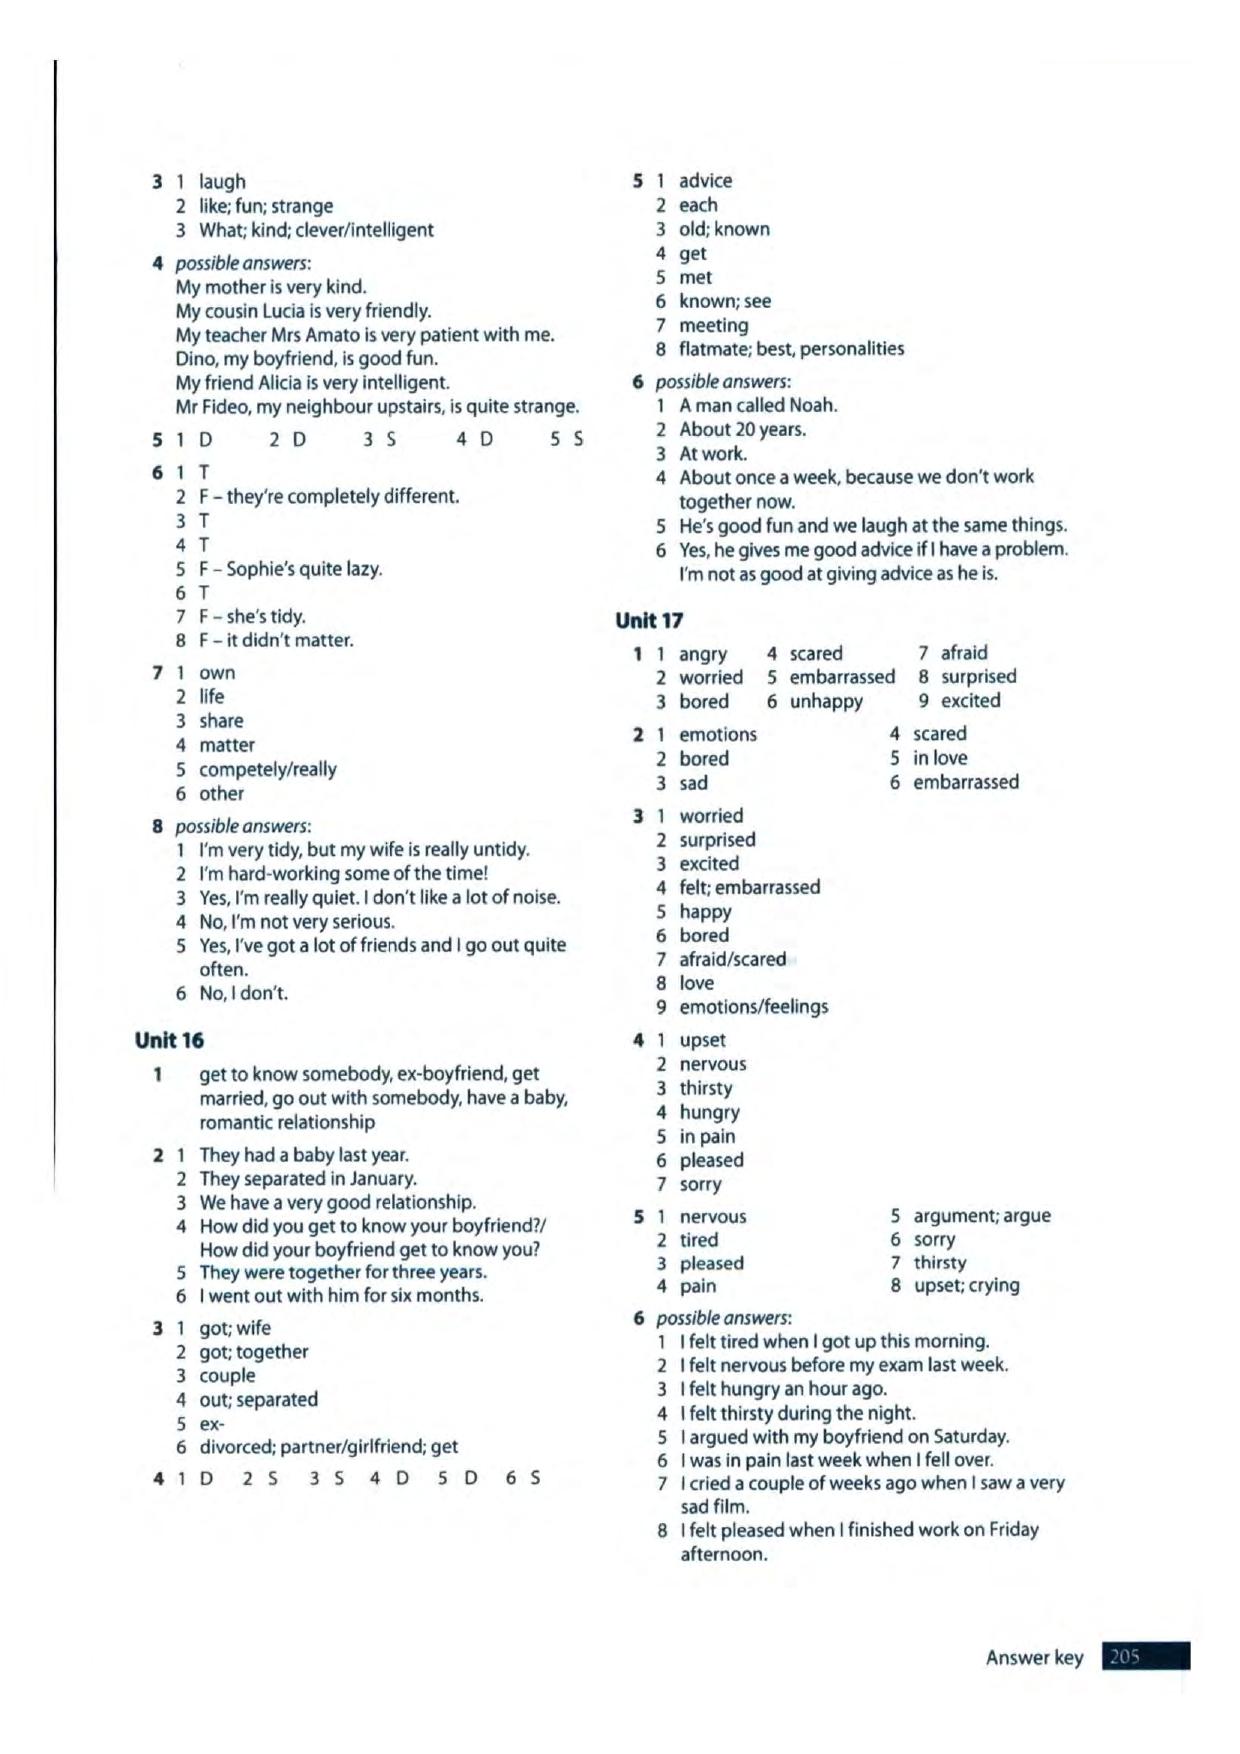 3 1 laugh
2 like; fun; strange
3 What; kind; clever/intelligent
4 possible answers:
My mother is very kind.
My cousin Lucia is very friendly.
My teacher Mrs Amato is very patient with me.
Dino, my boyfriend, is good fun.
My friend Alicia is very intelligent.
Mr Fideo, my neighbour upstairs, is quite strange.
5 1 D 2 D 3 S 4 D 5 S
6 1 T
2 F – they're completely different.
3 T
4 T
5 F – Sophie's quite lazy.
6 T
7 F – she's tidy.
8 F – it didn't matter.
7 1 own
2 life
3 share
4 matter
5 competely/really
6 other
8 possible answers:
1 I'm very tidy, but my wife is really untidy.
2 I'm hard-working some of the time!
3 Yes, I'm really quiet. I don't like a lot of noise.
4 No, I'm not very serious.
5 Yes, I've got a lot of friends and I go out quite
often.
6 No, I don't.
Unit 16
1 get to know somebody, ex-boyfriend, get
married, go out with somebody, have a baby,
romantic relationship
2 1 They had a baby last year.
2 They separated in January.
3 We have a very good relationship.
4 How did you get to know your boyfriend?/
How did your boyfriend get to know you?
5 They were together for three years.
6 I went out with him for six months.
3 1 got; wife
2 got; together
3 couple
4 out; separated
5 ex-
6 divorced; partner/girlfriend; get
4 1 D 2 S 3 S 4 D 5 D 6 S
5 1 advice
2 each
3 old; known
4 get
5 met
6 known; see
7 meeting
8 flatmate; best, personalities
6 possible answers:
1 A man called Noah.
2 About 20 years.
3 At work.
4 About once a week, because we don't work
together now.
5 He's good fun and we laugh at the same things.
6 Yes, he gives me good advice if I have a problem.
I'm not as good at giving advice as he is.
Unit 17
1 1 angry 4 scared 7 afraid
2 worried 5 embarrassed 8 surprised
3 bored 6 unhappy 9 excited
2 1 emotions 4 scared
2 bored 5 in love
3 sad 6 embarrassed
3 1 worried
2 surprised
3 excited
4 felt; embarrassed
5 happy
6 bored
7 afraid/scared
8 love
9 emotions/feelings
4 1 upset
2 nervous
3 thirsty
4 hungry
5 in pain
6 pleased
7 sorry
5 1 nervous 5 argument; argue
2 tired 6 sorry
3 pleased 7 thirsty
4 pain 8 upset; crying
6 possible answers:
1 I felt tired when I got up this morning.
2 I felt nervous before my exam last week.
3 I felt hungry an hour ago.
4 I felt thirsty during the night.
5 I argued with my boyfriend on Saturday.
6 I was in pain last week when I fell over.
7 I cried a couple of weeks ago when I saw a very
sad film.
8 I felt pleased when I finished work on Friday
afternoon.
Answer key 205